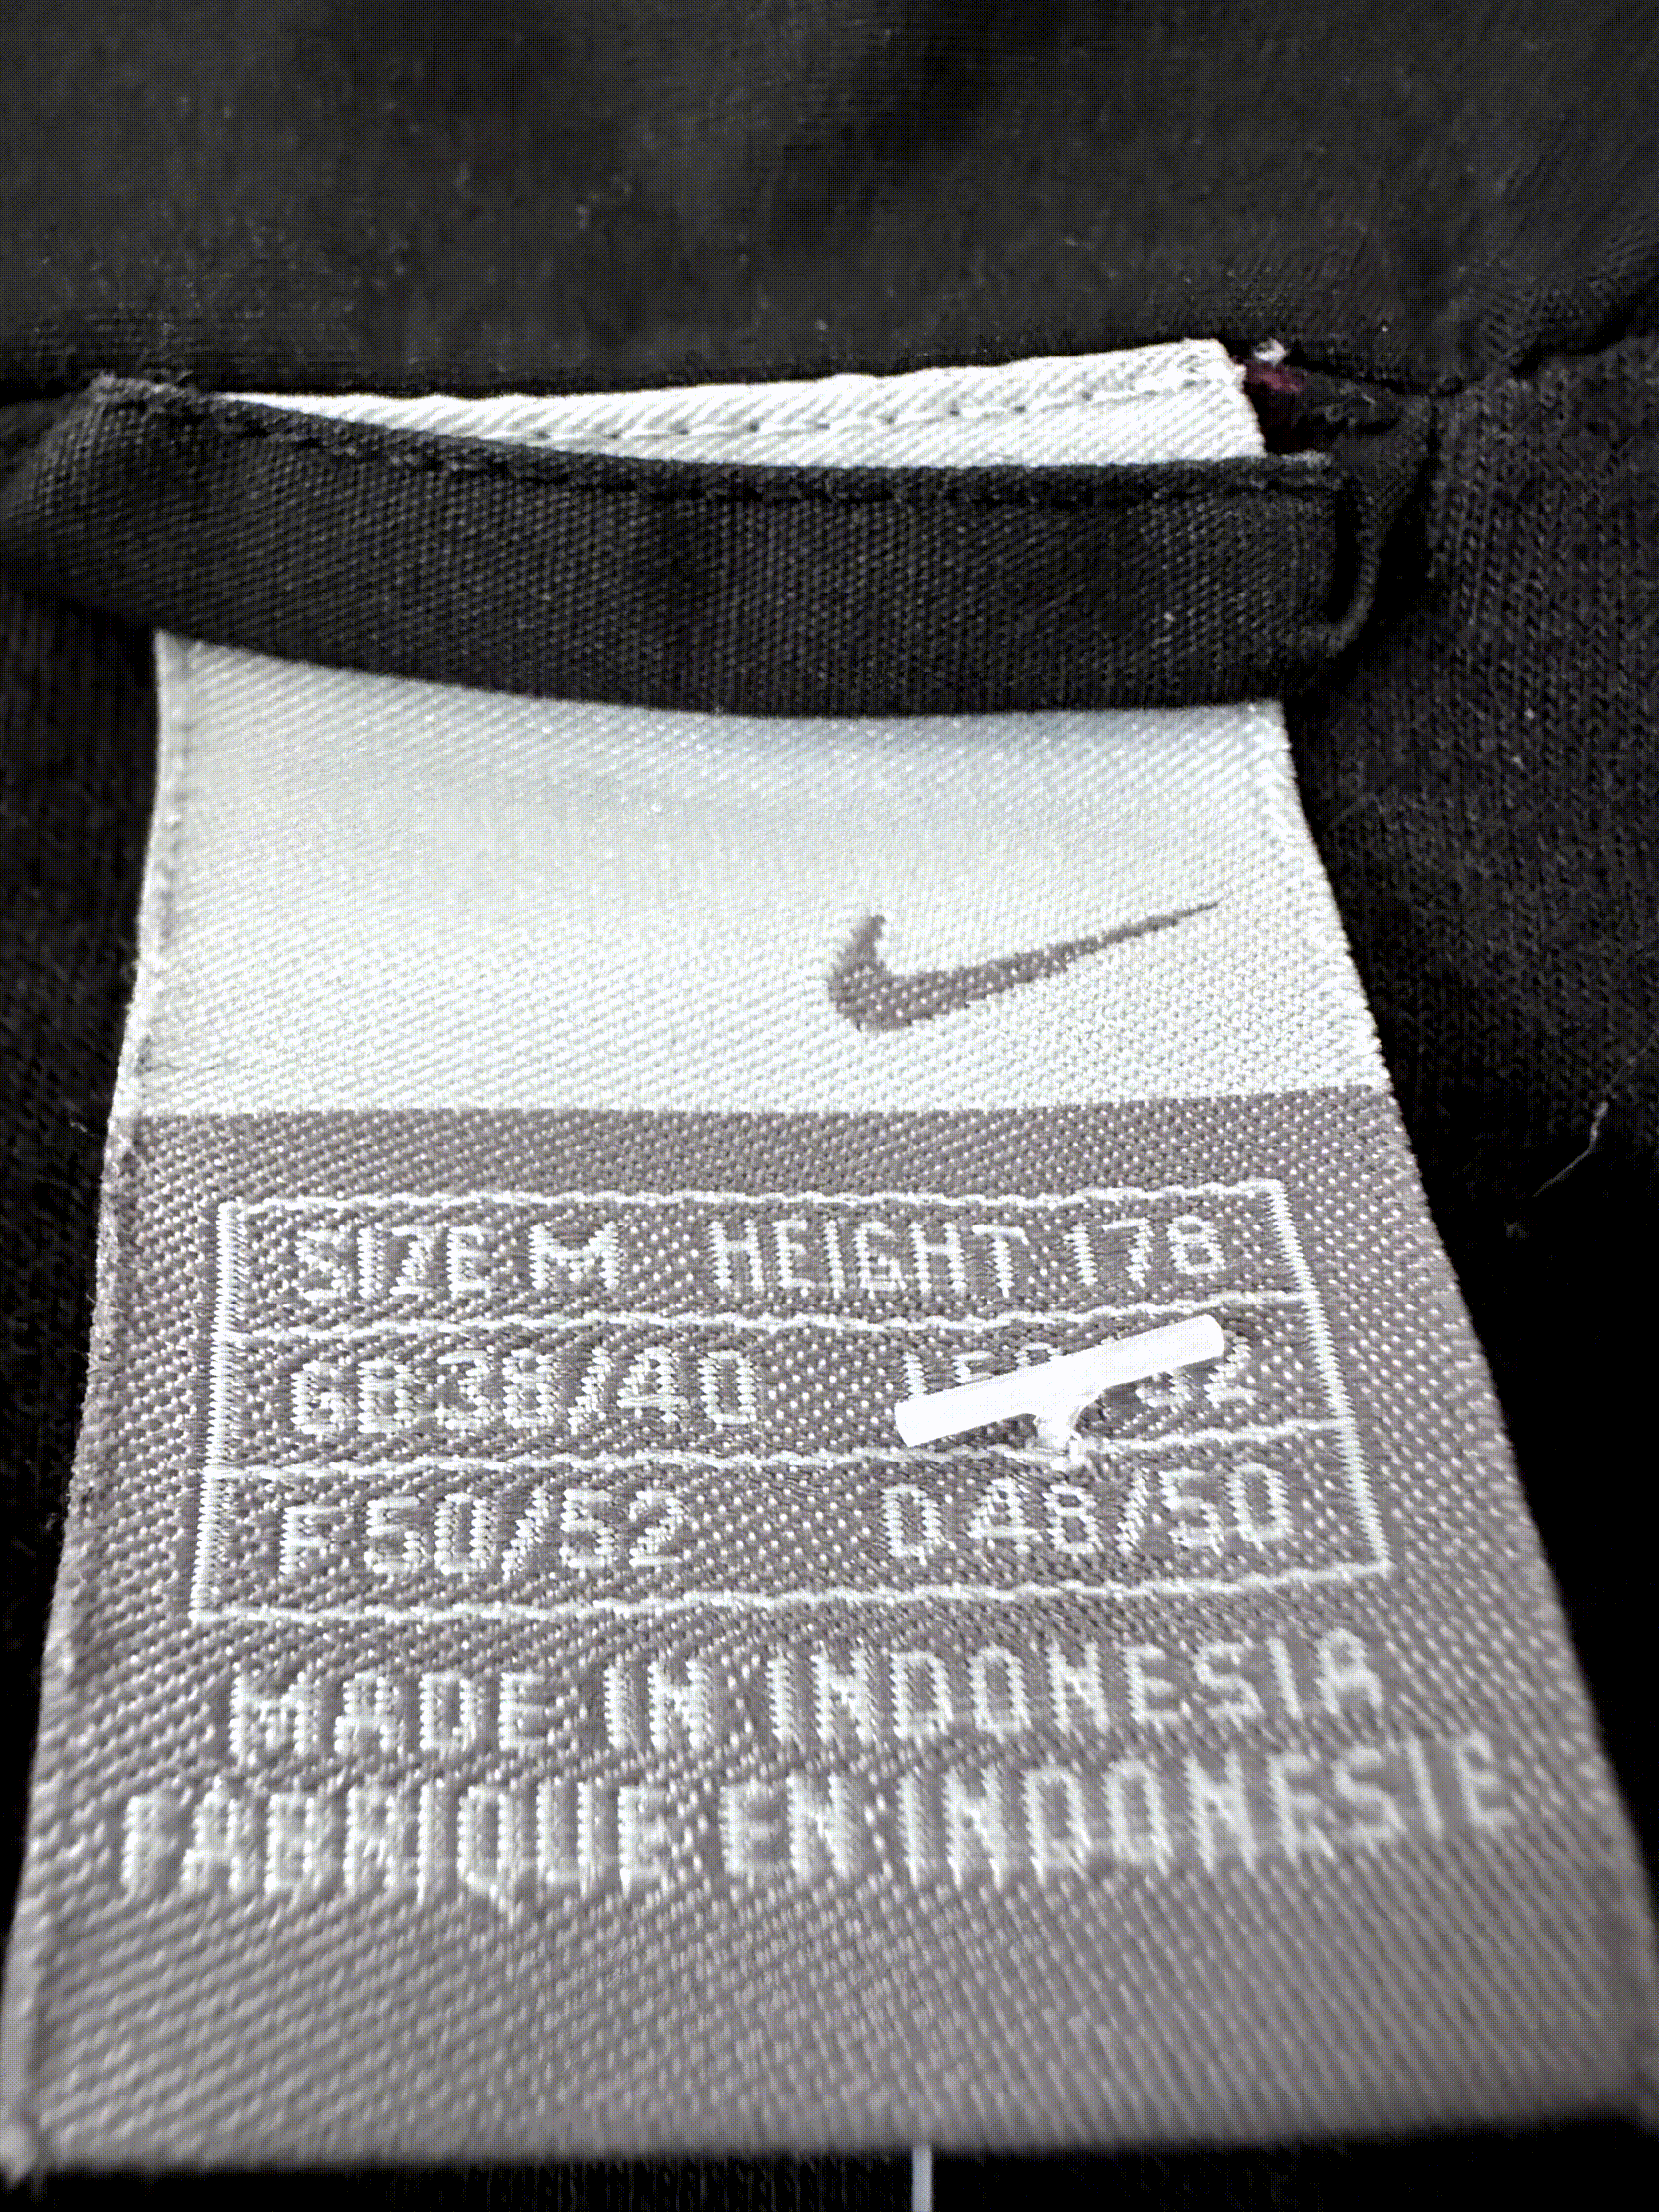 SIZE M HEIGHT 178
GB 38/40
F 50/52 D 48/50
MADE IN INDONESIA
FABRIQUE EN INDONESIE